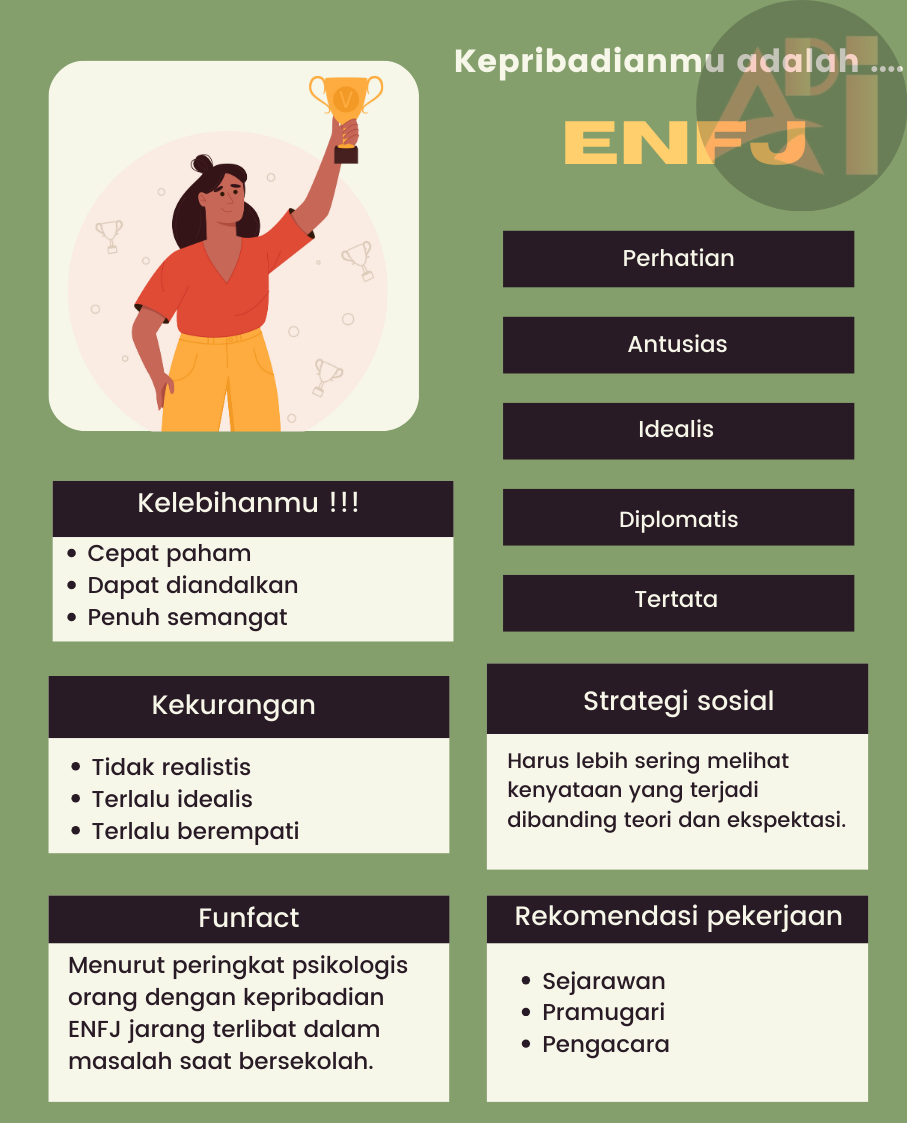 Kepribadianmu adalah ....
ENFJ
ADI
V
Perhatian
Antusias
Idealis
Diplomatis
Tertata
Kelebihanmu !!!
• Cepat paham
• Dapat diandalkan
• Penuh semangat
Kekurangan
• Tidak realistis
• Terlalu idealis
• Terlalu berempati
Strategi sosial
Harus lebih sering melihat
kenyataan yang terjadi
dibanding teori dan ekspektasi.
Funfact
Menurut peringkat psikologis
orang dengan kepribadian
ENFJ jarang terlibat dalam
masalah saat bersekolah.
Rekomendasi pekerjaan
• Sejarawan
• Pramugari
• Pengacara